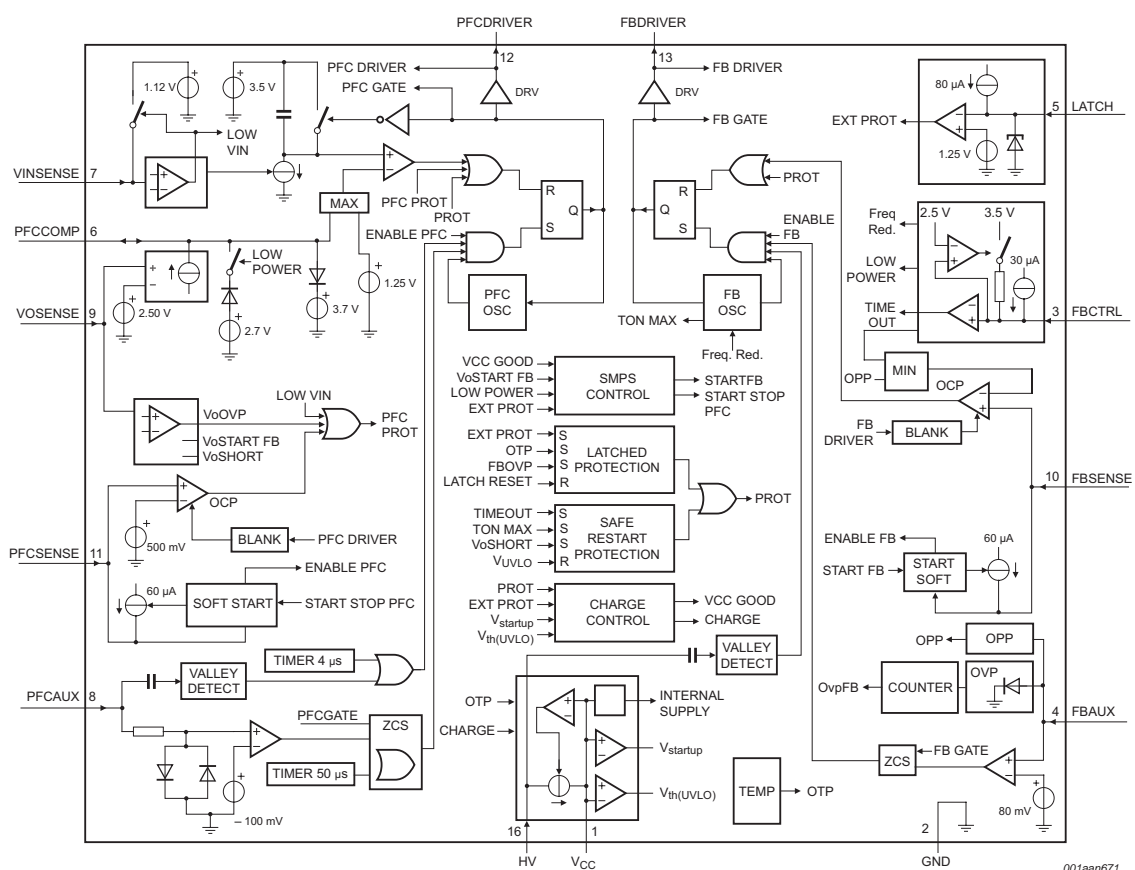 PFCDRIVER
FBDRIVER
12
13
PFC DRIVER
FB DRIVER
PFC GATE
DRV
DRV
FB GATE
1.12 V
3.5 V
LOW
VIN
VINSENSE 7
PFC PROT
PROT
R
S
Q
R
S
Q
PROT
ENABLE
FB
80 µA
5 LATCH
EXT PROT
1.25 V
MAX
PFCCOMP 6
ENABLE PFC
LOW
POWER
1.25 V
3.7 V
2.50 V
2.7 V
VOSENSE 9
PFC
OSC
FB
OSC
TON MAX
Freq. Red.
2.5 V
3.5 V
Freq
Red.
LOW
POWER
30 µA
TIME
OUT
3 FBCTRL
MIN
OPP
OCP
FB
DRIVER
BLANK
VCC GOOD
VoSTART FB
LOW POWER
EXT PROT
SMPS
CONTROL
STARTFB
START STOP
PFC
LOW VIN
VoOVP
VoSTART FB
VoSHORT
PFC
PROT
EXT PROT
OTP
FBOVP
LATCH RESET
S
S
S
R
LATCHED
PROTECTION
PROT
10 FBSENSE
OCP
500 mV
BLANK
PFC DRIVER
PFCSENSE 11
TIMEOUT
TON MAX
VoSHORT
VUVLO
S
S
S
R
SAFE
RESTART
PROTECTION
ENABLE PFC
60 µA
SOFT START
START STOP PFC
ENABLE FB
60 µA
START FB
START
SOFT
PROT
EXT PROT
Vstartup
Vth(UVLO)
CHARGE
CONTROL
VCC GOOD
CHARGE
OPP
OPP
TIMER 4 µs
VALLEY
DETECT
VALLEY
DETECT
OvpFB
COUNTER
OVP
PFCAUX 8
PFCGATE
ZCS
TIMER 50 µs
– 100 mV
OTP
CHARGE
INTERNAL
SUPPLY
Vstartup
Vth(UVLO)
TEMP
OTP
4 FBAUX
FB GATE
ZCS
80 mV
16
1
2
HV
VCC
GND
001aan671